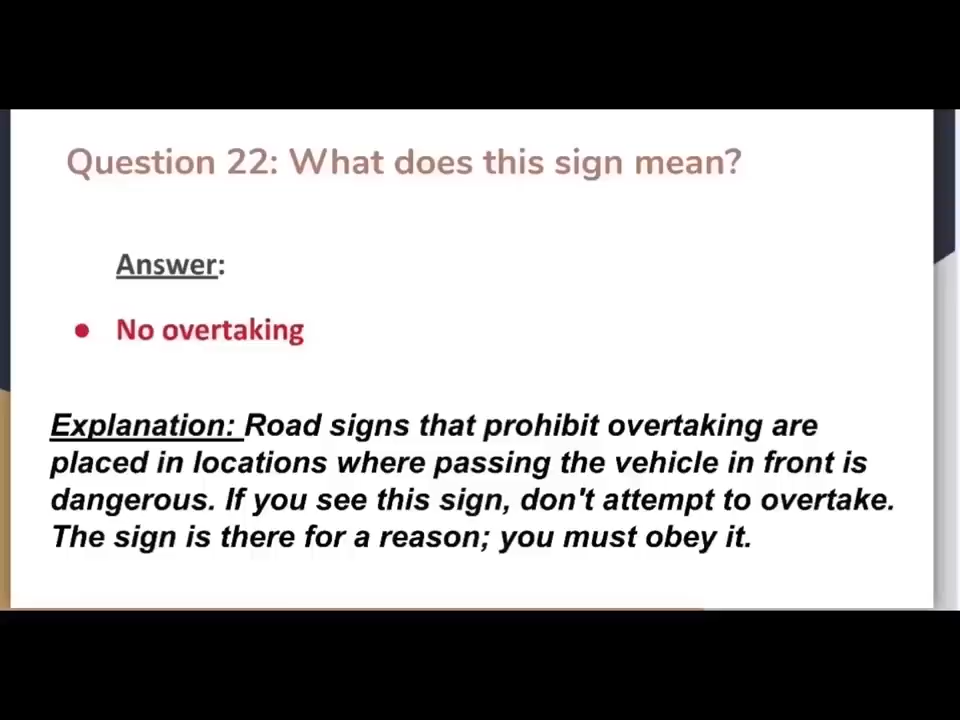 Question 22: What does this sign mean?
Answer:
● No overtaking
Explanation: Road signs that prohibit overtaking are
placed in locations where passing the vehicle in front is
dangerous. If you see this sign, don't attempt to overtake.
The sign is there for a reason; you must obey it.